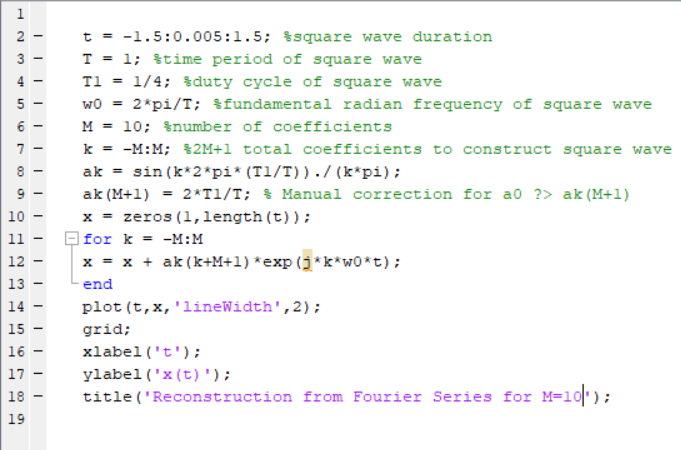 1
2 - t = -1.5:0.005:1.5; %square wave duration
3 - T = 1; %time period of square wave
4 - T1 = 1/4; %duty cycle of square wave
5 - w0 = 2*pi/T; %fundamental radian frequency of square wave
6 - M = 10; %number of coefficients
7 - k = -M:M; %2M+1 total coefficients to construct square wave
8 - ak = sin(k*2*pi*(T1/T))./(k*pi);
9 - ak(M+1) = 2*T1/T; % Manual correction for a0 ?> ak(M+1)
10 - x = zeros(1,length(t));
11 - for k = -M:M
12 - x = x + ak(k+M+1)*exp(j*k*w0*t);
13 - end
14 - plot(t,x,'lineWidth',2);
15 - grid;
16 - xlabel('t');
17 - ylabel('x(t)');
18 - title('Reconstruction from Fourier Series for M=10');
19